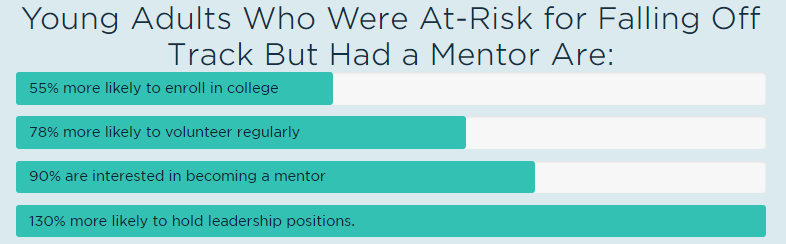 Young Adults Who Were At-Risk for Falling Off
Track But Had a Mentor Are:
55% more likely to enroll in college
78% more likely to volunteer regularly
90% are interested in becoming a mentor
130% more likely to hold leadership positions.